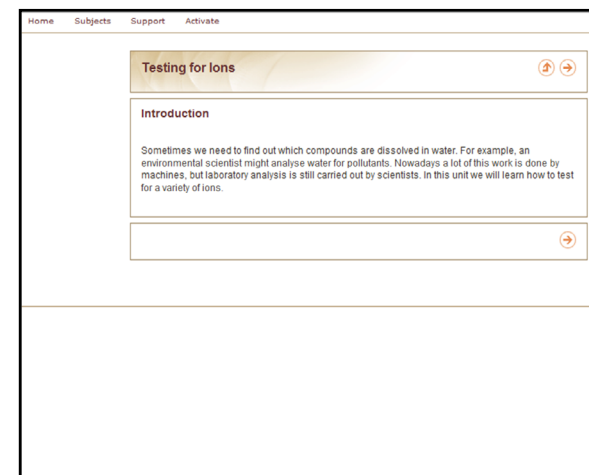 Home Subjects Support Activate
Testing for Ions
Introduction
Sometimes we need to find out which compounds are dissolved in water. For example, an
environmental scientist might analyse water for pollutants. Nowadays a lot of this work is done by
machines, but laboratory analysis is still carried out by scientists. In this unit we will learn how to test
for a variety of ions.